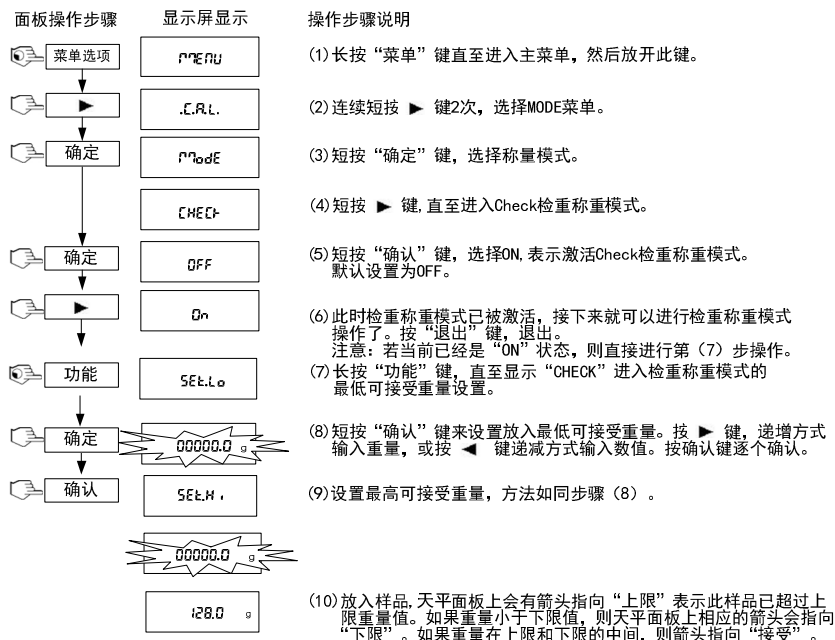 面板操作步骤 显示屏显示 操作步骤说明
菜单选项 MENU (1)长按“菜单”键直至进入主菜单，然后放开此键。
▶ .C.A.L. (2)连续短按 ▶ 键2次，选择MODE菜单。
确定 ModE (3)短按“确定”键，选择称量模式。
CHECk (4)短按 ▶ 键,直至进入Check检重称重模式。
确定 OFF (5)短按“确认”键，选择ON,表示激活Check检重称重模式。
默认设置为OFF。
▶ On (6)此时检重称重模式已被激活，接下来就可以进行检重称重模式
操作了。按“退出”键，退出。
注意：若当前已经是“ON”状态，则直接进行第（7）步操作。
功能 SEt.Lo (7)长按“功能”键，直至显示“CHECK”进入检重称重模式的
最低可接受重量设置。
确定 00000.0 g (8)短按“确认”键来设置放入最低可接受重量。按 ▶ 键，递增方式
输入重量，或按 ◀ 键递减方式输入数值。按确认键逐个确认。
确认 SEt.Hi (9)设置最高可接受重量，方法如同步骤（8）。
00000.0 g
128.0 g (10)放入样品,天平面板上会有箭头指向“上限”表示此样品已超过上
限重量值。如果重量小于下限值，则天平面板上相应的箭头会指向
“下限”。如果重量在上限和下限的中间，则箭头指向“接受”。